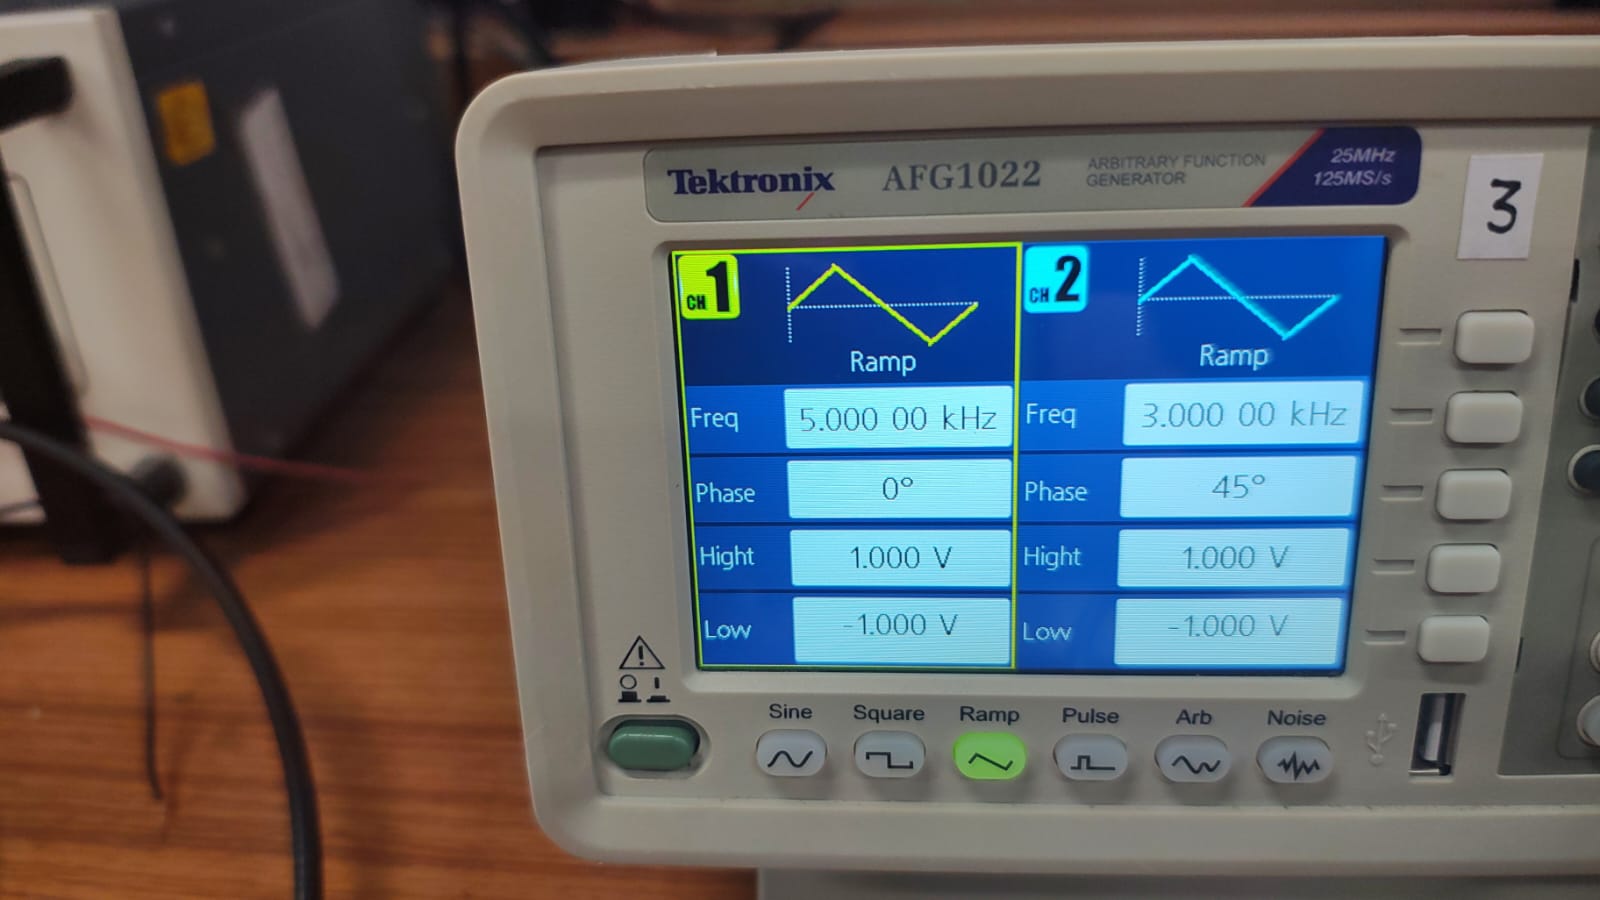 Tektronix AFG1022 ARBITRARY FUNCTION GENERATOR 25MHz 125MS/s
3
CH 1
CH 2
Ramp
Ramp
Freq 5.000 00 kHz
Freq 3.000 00 kHz
Phase 0°
Phase 45°
Hight 1.000 V
Hight 1.000 V
Low -1.000 V
Low -1.000 V
Sine Square Ramp Pulse Arb Noise